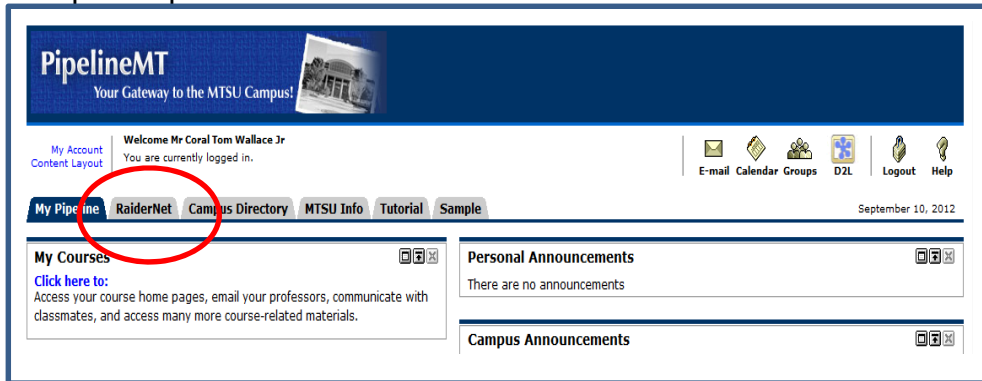 PipelineMT
Your Gateway to the MTSU Campus!
My Account
Content Layout
Welcome Mr Coral Tom Wallace Jr
You are currently logged in.
E-mail Calendar Groups D2L Logout Help
My Pipeline RaiderNet Campus Directory MTSU Info Tutorial Sample
September 10, 2012
My Courses
Click here to:
Access your course home pages, email your professors, communicate with
classmates, and access many more course-related materials.
Personal Announcements
There are no announcements
Campus Announcements